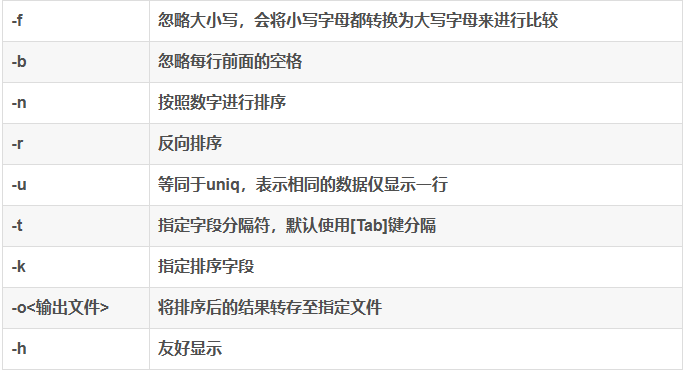 -f 忽略大小写，会将小写字母都转换为大写字母来进行比较
-b 忽略每行前面的空格
-n 按照数字进行排序
-r 反向排序
-u 等同于uniq，表示相同的数据仅显示一行
-t 指定字段分隔符，默认使用[Tab]键分隔
-k 指定排序字段
-o<输出文件> 将排序后的结果转存至指定文件
-h 友好显示